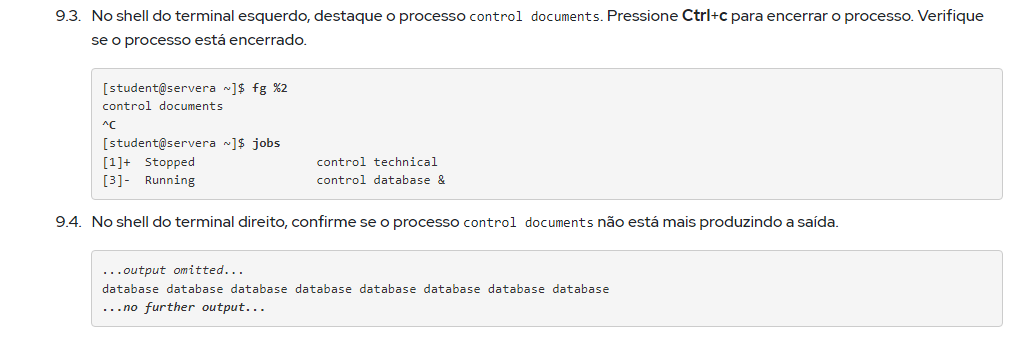 9.3. No shell do terminal esquerdo, destaque o processo control documents. Pressione Ctrl+c para encerrar o processo. Verifique
se o processo está encerrado.
[student@servera ~]$ fg %2
control documents
^C
[student@servera ~]$ jobs
[1]+  Stopped                 control technical
[3]-  Running                 control database &
9.4. No shell do terminal direito, confirme se o processo control documents não está mais produzindo a saída.
...output omitted...
database database database database database database database database
...no further output...